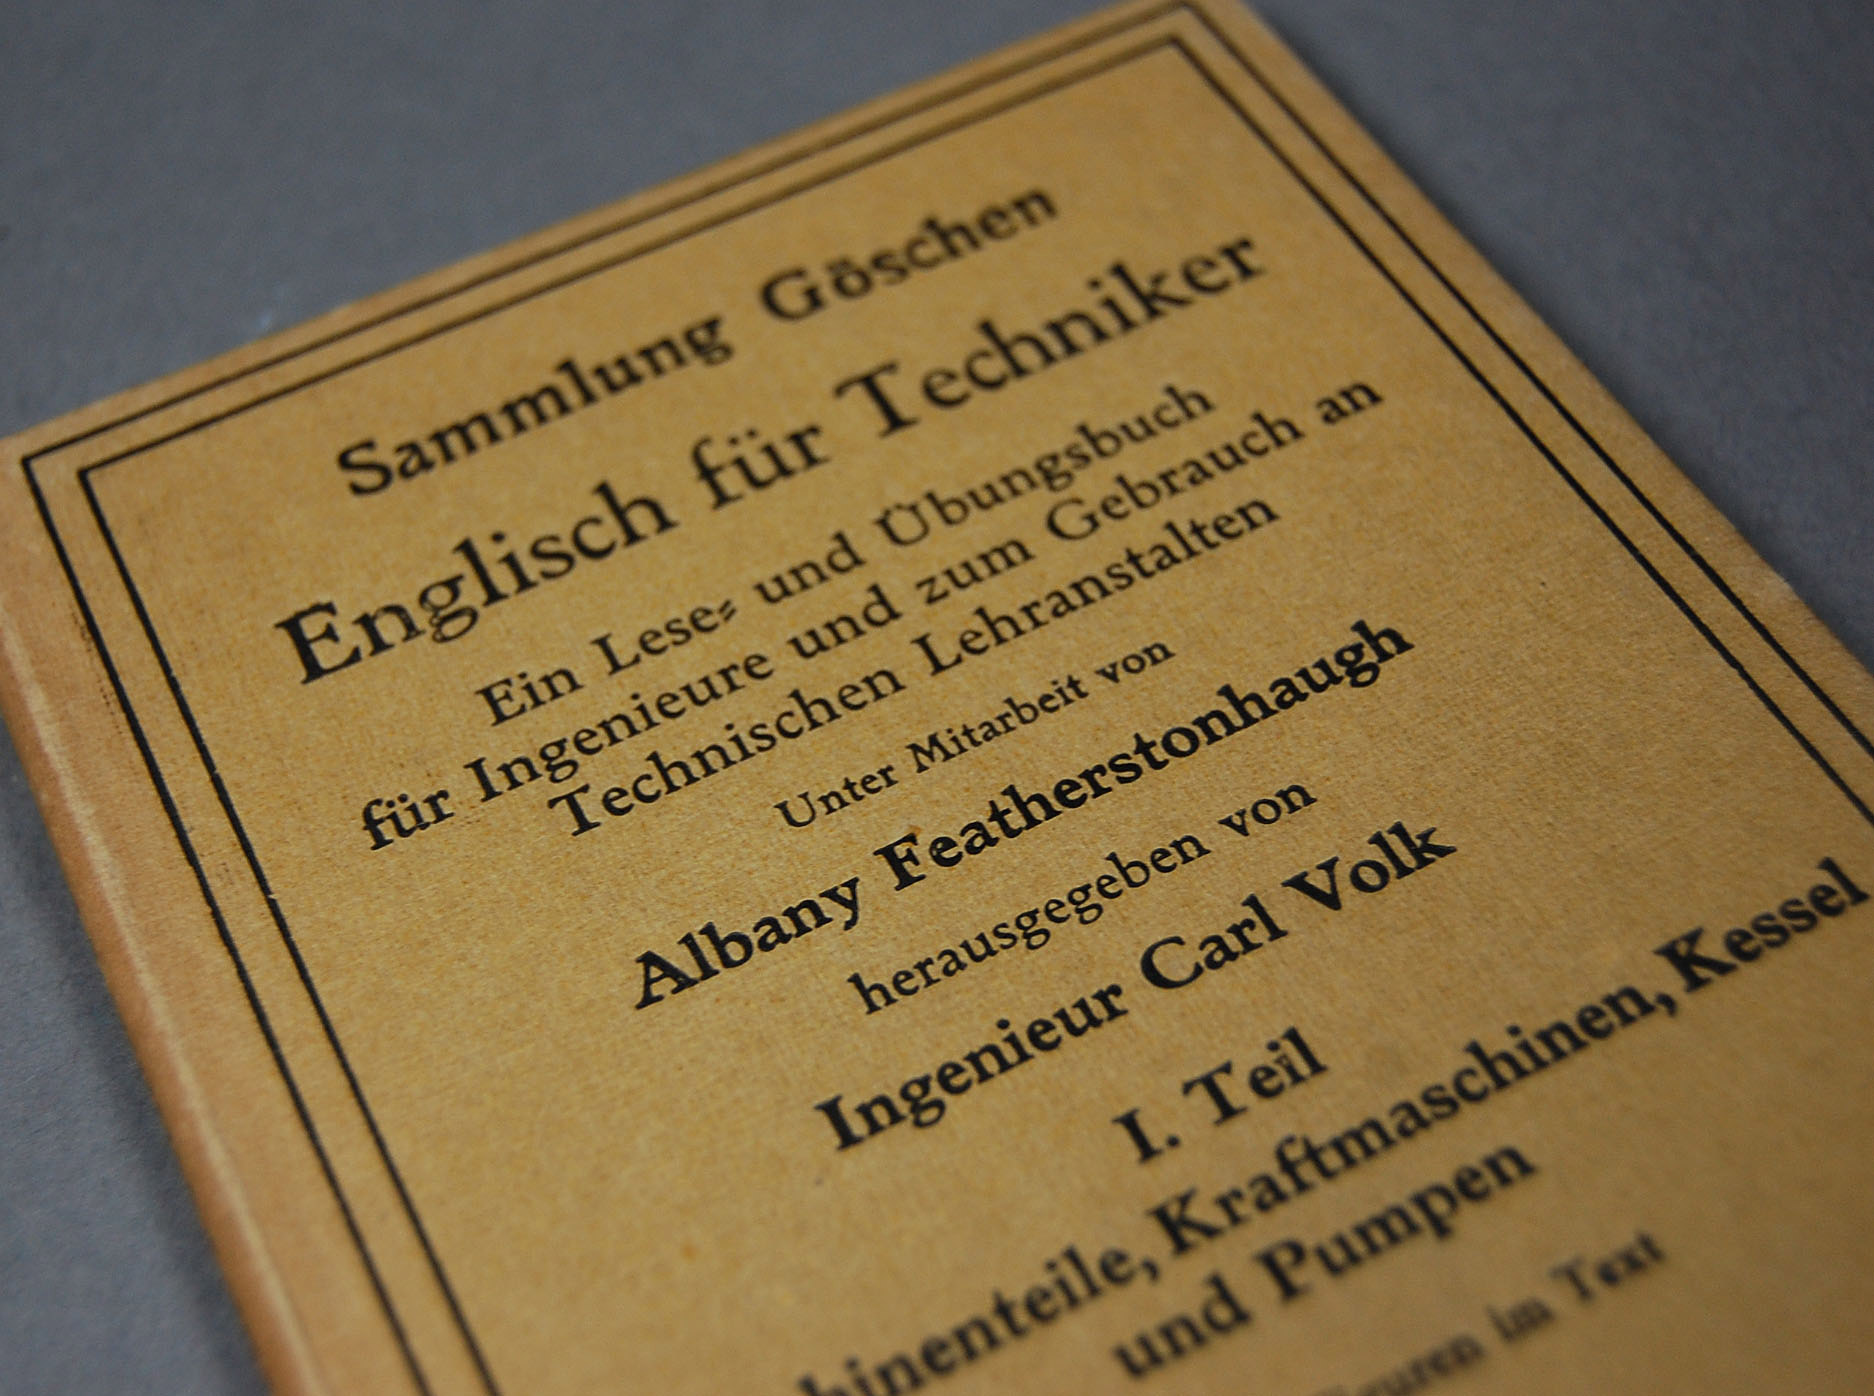 Sammlung Göschen
Englisch für Techniker
Ein Lese- und Übungsbuch
für Ingenieure und zum Gebrauch an
Technischen Lehranstalten
Unter Mitarbeit von
Albany Featherstonhaugh
herausgegeben von
Ingenieur Carl Volk
I. Teil
Kraftmaschinen, Kessel
und Pumpen
im Text